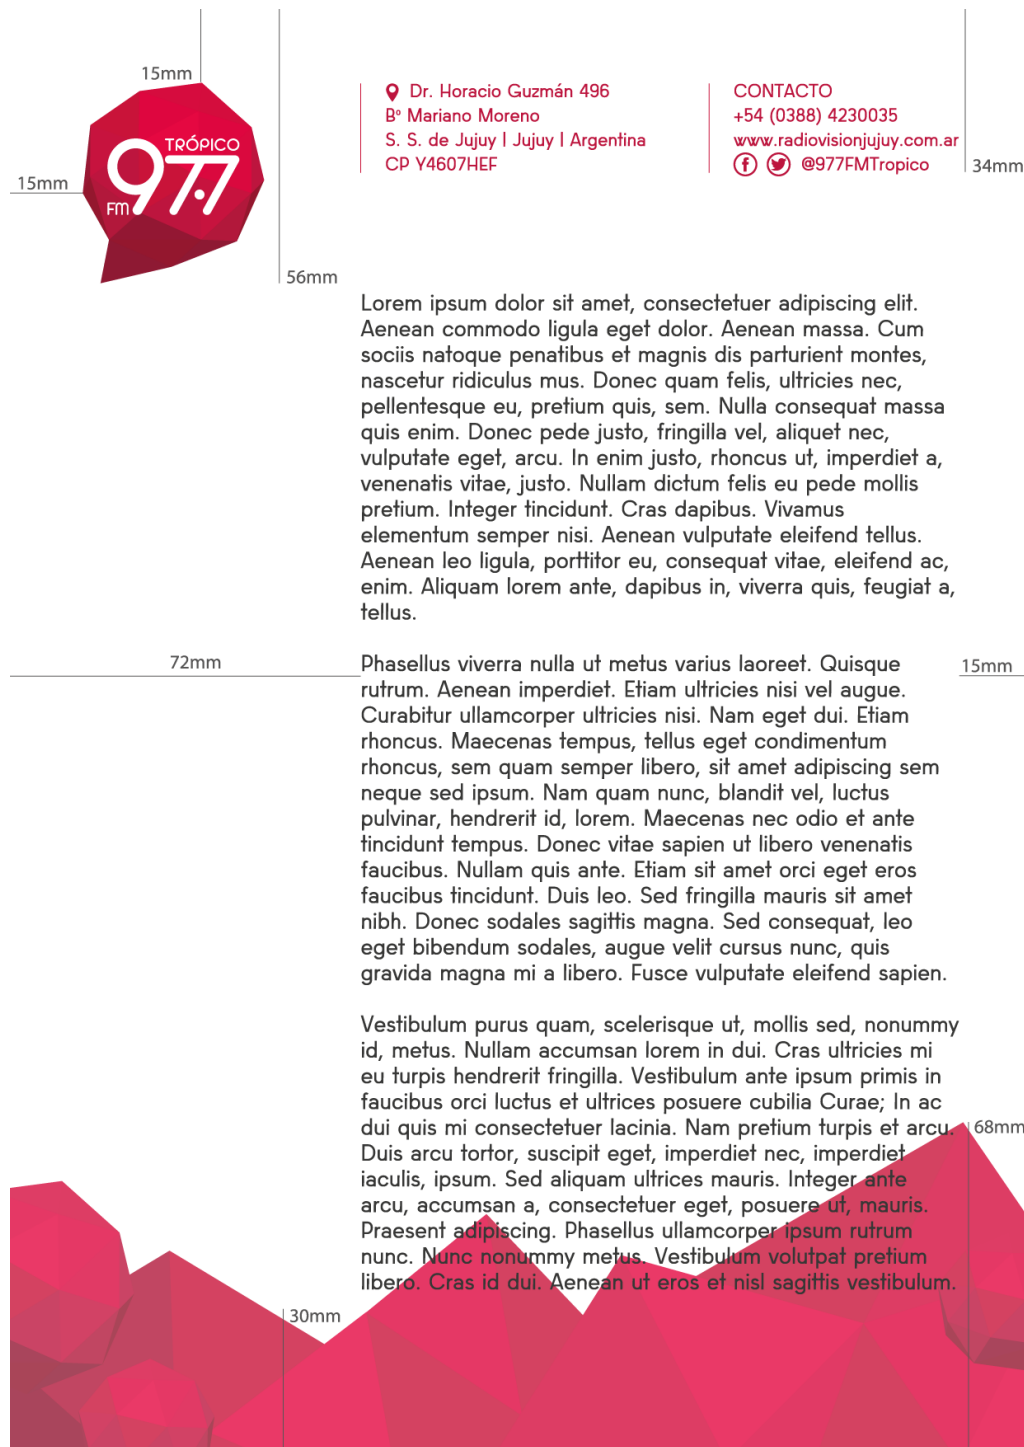 15mm
TRÓPICO
FM 97.7
15mm
56mm
Dr. Horacio Guzmán 496
Bº Mariano Moreno
S. S. de Jujuy | Jujuy | Argentina
CP Y4607HEF
CONTACTO
+54 (0388) 4230035
www.radiovisionjujuy.com.ar
@977FMTropico
34mm
Lorem ipsum dolor sit amet, consectetuer adipiscing elit.
Aenean commodo ligula eget dolor. Aenean massa. Cum
sociis natoque penatibus et magnis dis parturient montes,
nascetur ridiculus mus. Donec quam felis, ultricies nec,
pellentesque eu, pretium quis, sem. Nulla consequat massa
quis enim. Donec pede justo, fringilla vel, aliquet nec,
vulputate eget, arcu. In enim justo, rhoncus ut, imperdiet a,
venenatis vitae, justo. Nullam dictum felis eu pede mollis
pretium. Integer tincidunt. Cras dapibus. Vivamus
elementum semper nisi. Aenean vulputate eleifend tellus.
Aenean leo ligula, porttitor eu, consequat vitae, eleifend ac,
enim. Aliquam lorem ante, dapibus in, viverra quis, feugiat a,
tellus.
72mm
Phasellus viverra nulla ut metus varius laoreet. Quisque
15mm
rutrum. Aenean imperdiet. Etiam ultricies nisi vel augue.
Curabitur ullamcorper ultricies nisi. Nam eget dui. Etiam
rhoncus. Maecenas tempus, tellus eget condimentum
rhoncus, sem quam semper libero, sit amet adipiscing sem
neque sed ipsum. Nam quam nunc, blandit vel, luctus
pulvinar, hendrerit id, lorem. Maecenas nec odio et ante
tincidunt tempus. Donec vitae sapien ut libero venenatis
faucibus. Nullam quis ante. Etiam sit amet orci eget eros
faucibus tincidunt. Duis leo. Sed fringilla mauris sit amet
nibh. Donec sodales sagittis magna. Sed consequat, leo
eget bibendum sodales, augue velit cursus nunc, quis
gravida magna mi a libero. Fusce vulputate eleifend sapien.
Vestibulum purus quam, scelerisque ut, mollis sed, nonummy
id, metus. Nullam accumsan lorem in dui. Cras ultricies mi
eu turpis hendrerit fringilla. Vestibulum ante ipsum primis in
faucibus orci luctus et ultrices posuere cubilia Curae; In ac
dui quis mi consectetuer lacinia. Nam pretium turpis et arcu.
68mm
Duis arcu tortor, suscipit eget, imperdiet nec, imperdiet
iaculis, ipsum. Sed aliquam ultrices mauris. Integer ante
arcu, accumsan a, consectetuer eget, posuere ut, mauris.
Praesent adipiscing. Phasellus ullamcorper ipsum rutrum
nunc. Nunc nonummy metus. Vestibulum volutpat pretium
libero. Cras id dui. Aenean ut eros et nisl sagittis vestibulum.
30mm